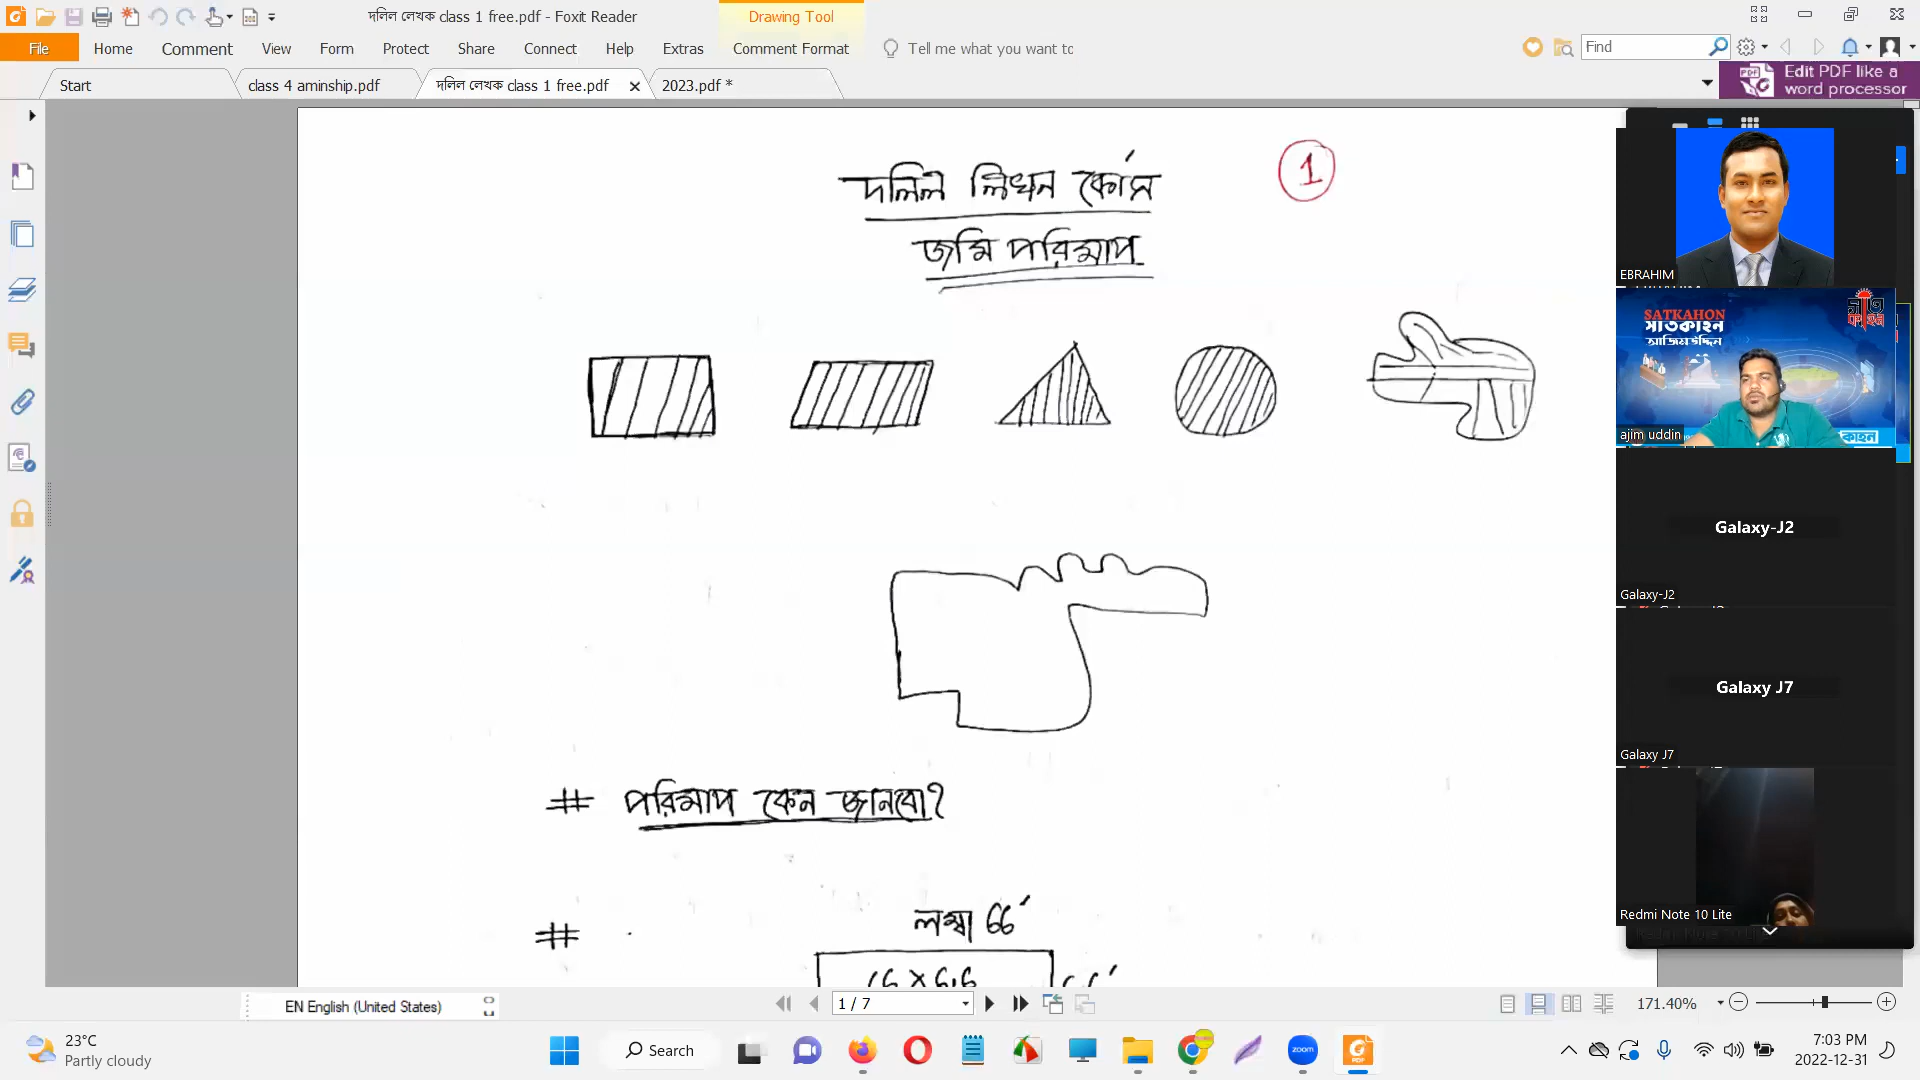 দলিল লেখক class 1 free.pdf - Foxit Reader
Drawing Tool
File
Home
Comment
View
Form
Protect
Share
Connect
Help
Extras
Comment Format
Tell me what you want to
Find
Start
class 4 aminship.pdf
দলিল লেখক class 1 free.pdf
2023.pdf *
Edit PDF like a
word processor
দলিল লিখন কোর্স
1
জমি পরিমাপ
# পরিমাপ কেন জানবো?
# লম্বা 66'
EBRAHIM
SATKAHON
সাতকাহন
আজিম উদ্দিন
ajim uddin
Galaxy-J2
Galaxy-J2
Galaxy J7
Galaxy J7
Redmi Note 10 Lite
EN English (United States)
1 / 7
171.40%
23°C
Partly cloudy
Search
zoom
7:03 PM
2022-12-31